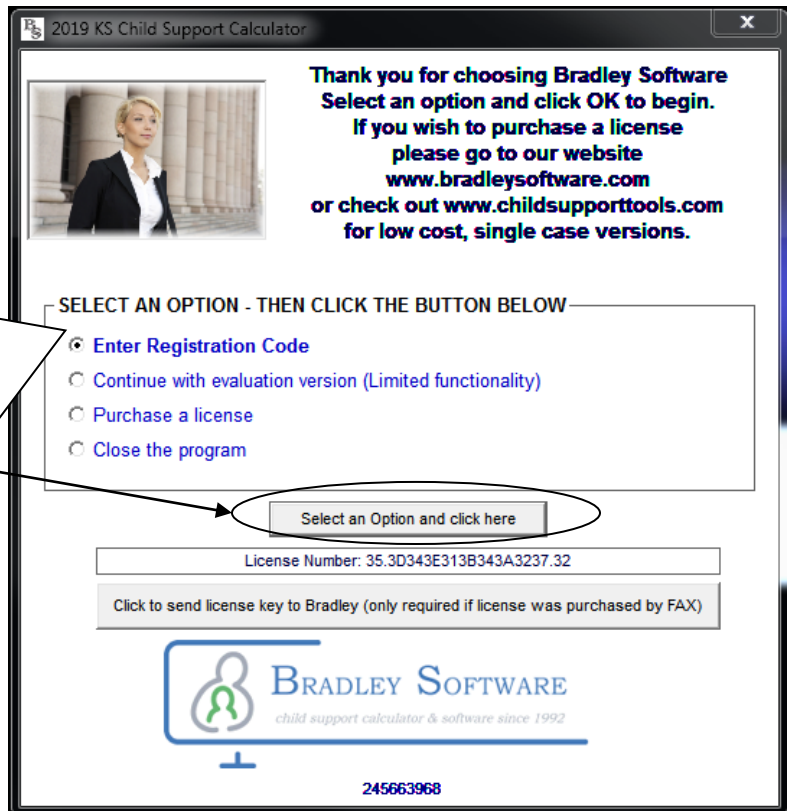 BS 2019 KS Child Support Calculator x
Thank you for choosing Bradley Software
Select an option and click OK to begin.
If you wish to purchase a license
please go to our website
www.bradleysoftware.com
or check out www.childsupporttools.com
for low cost, single case versions.
SELECT AN OPTION - THEN CLICK THE BUTTON BELOW
Enter Registration Code
Continue with evaluation version (Limited functionality)
Purchase a license
Close the program
Select an Option and click here
License Number: 35.3D343E313B343A3237.32
Click to send license key to Bradley (only required if license was purchased by FAX)
BRADLEY SOFTWARE
child support calculator & software since 1992
245663968